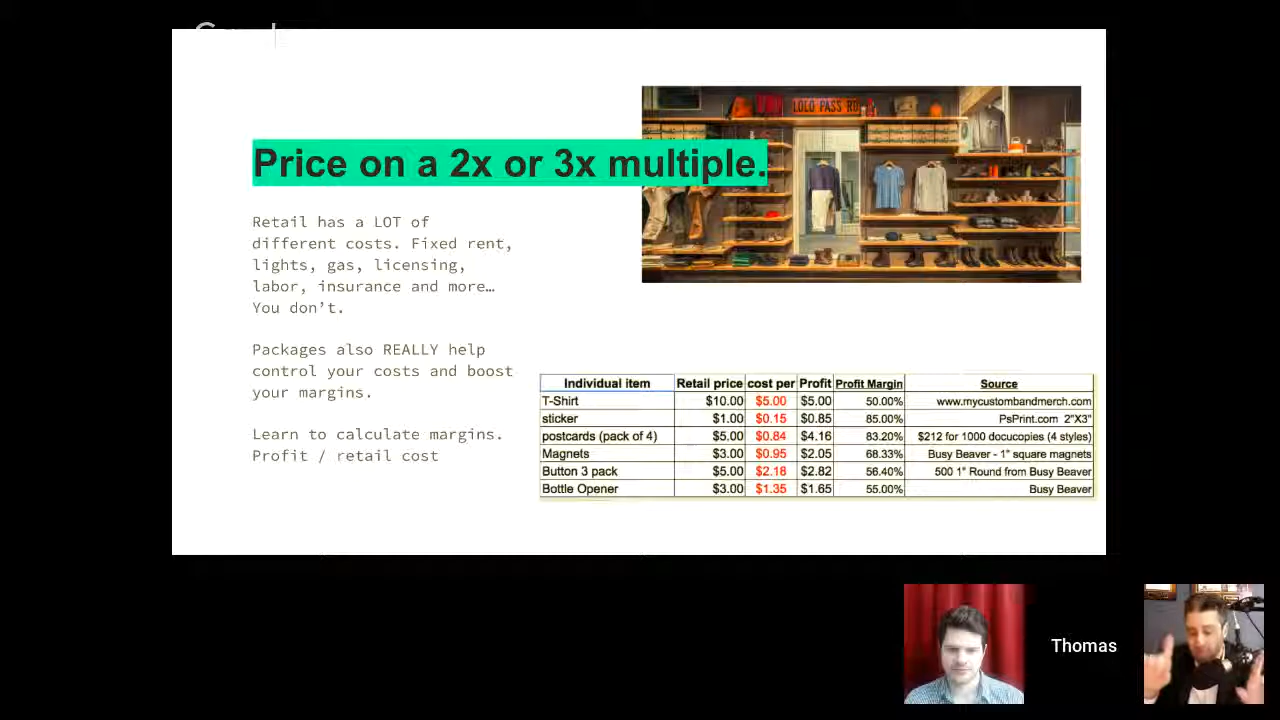 Price on a 2x or 3x multiple.
LOLO PASS
Retail has a LOT of
different costs. Fixed rent,
lights, gas, licensing,
labor, insurance and more…
You don’t.
Packages also REALLY help
control your costs and boost
your margins.
Learn to calculate margins.
Profit / retail cost
Individual item Retail price cost per Profit Profit Margin Source
T-Shirt $10.00 $5.00 $5.00 50.00% www.mycustombandmerch.com
sticker $1.00 $0.15 $0.85 85.00% PsPrint.com 2"X3"
postcards (pack of 4) $5.00 $0.84 $4.16 83.20% $212 for 1000 docucopies (4 styles)
Magnets $3.00 $0.95 $2.05 68.33% Busy Beaver - 1" square magnets
Button 3 pack $5.00 $2.18 $2.82 56.40% 500 1" Round from Busy Beaver
Bottle Opener $3.00 $1.35 $1.65 55.00% Busy Beaver
Thomas